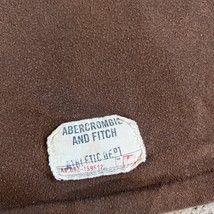 ABERCROMBIE
AND FITCH
ATHLETIC DEPT